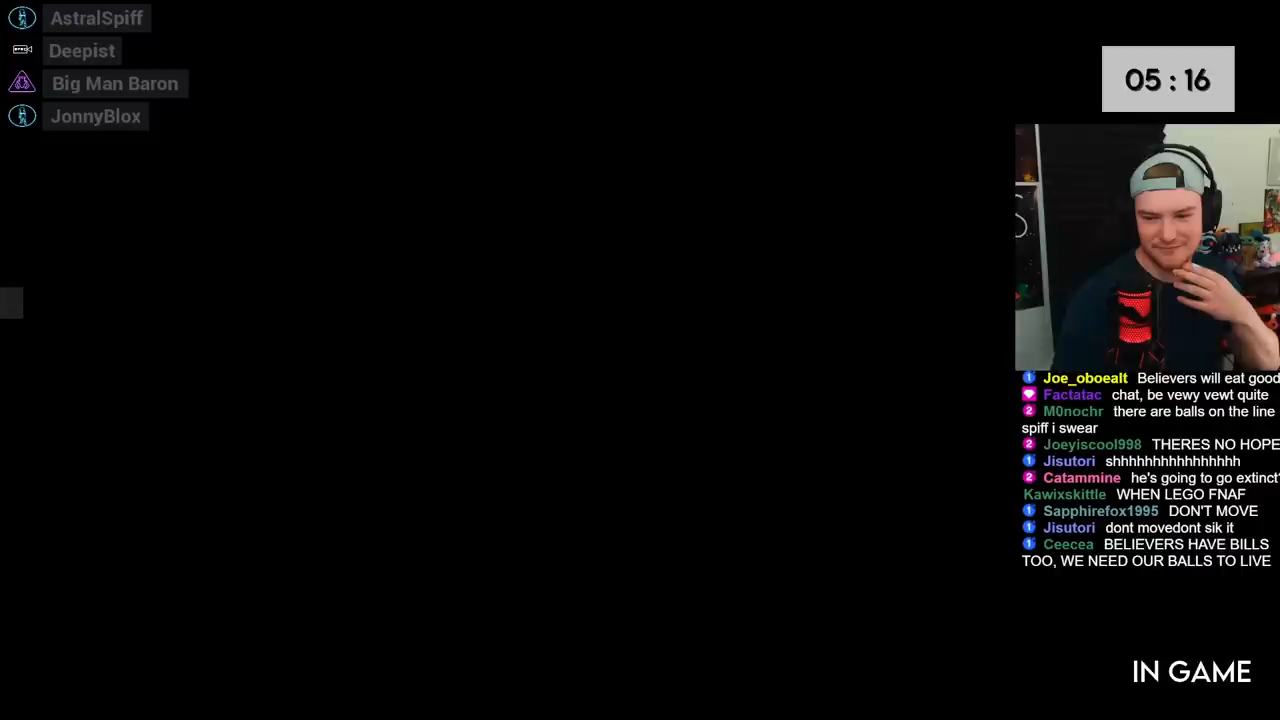 AstralSpiff
Deepist
Big Man Baron
JonnyBlox
05 : 16
Joe_oboealt Believers will eat good
Factatac chat, be vewy vewt quite
M0nochr there are balls on the line
spiff i swear
Joeyiscool998 THERES NO HOPE
Jisutori shhhhhhhhhhhhhhhh
Catammine he's going to go extinct?
Kawixskittle WHEN LEGO FNAF
Sapphirefox1995 DON'T MOVE
Jisutori dont movedont sik it
Ceecea BELIEVERS HAVE BILLS
TOO, WE NEED OUR BALLS TO LIVE
IN GAME